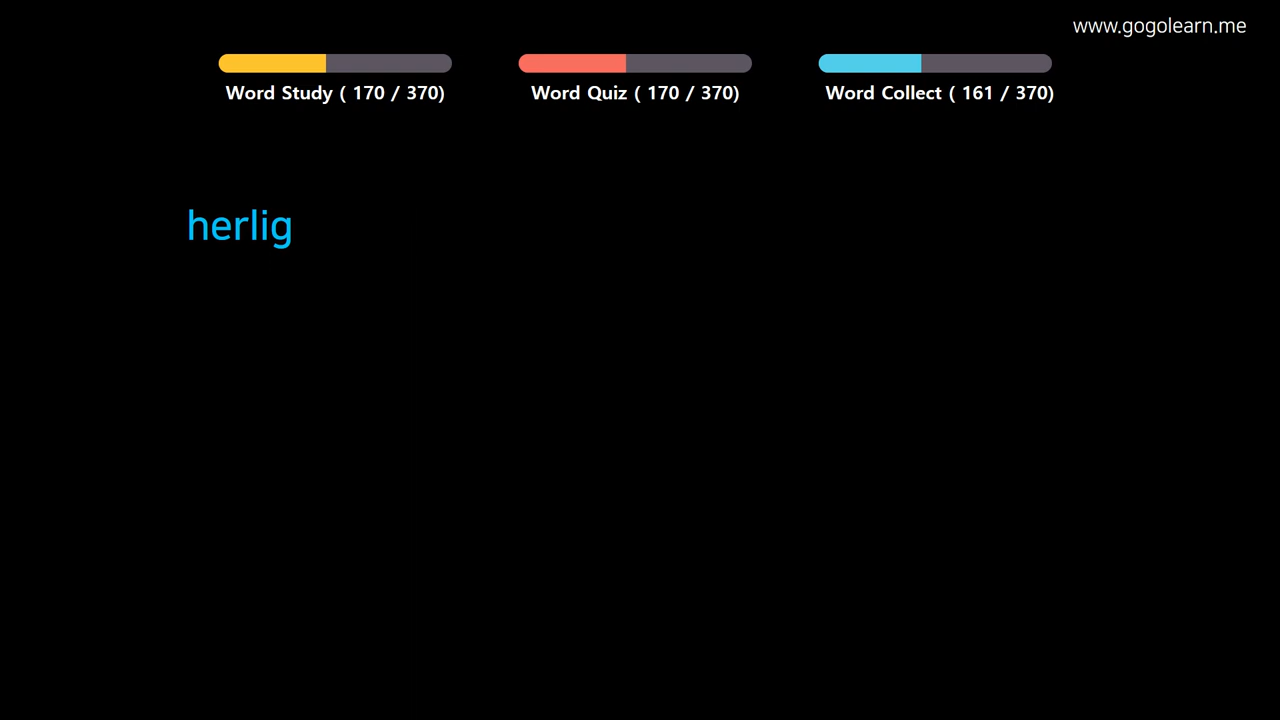 www.gogolearn.me
Word Study ( 170 / 370)
Word Quiz ( 170 / 370)
Word Collect ( 161 / 370)
herlig